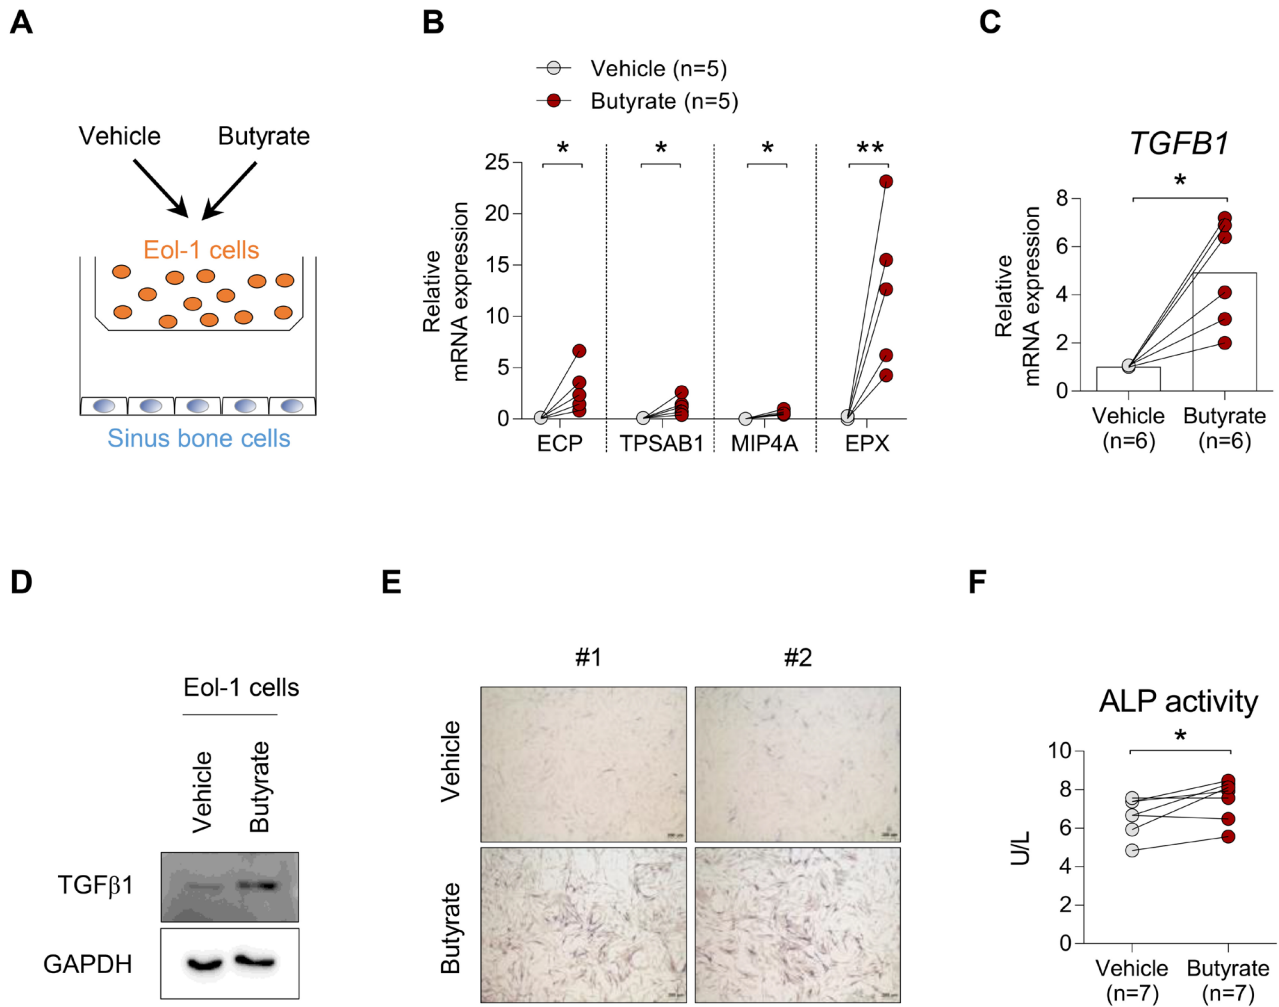 A
Vehicle
Butyrate
Eol-1 cells
Sinus bone cells
B
Vehicle (n=5)
Butyrate (n=5)
* * * **
Relative
mRNA expression
25
20
15
10
5
0
ECP TPSAB1 MIP4A EPX
C
TGFB1
*
Relative
mRNA expression
8
6
4
2
0
Vehicle Butyrate
(n=6) (n=6)
D
Eol-1 cells
Vehicle
Butyrate
TGFβ1
GAPDH
E
#1 #2
Vehicle
Butyrate
F
ALP activity
*
U/L
10
8
6
4
2
0
Vehicle Butyrate
(n=7) (n=7)